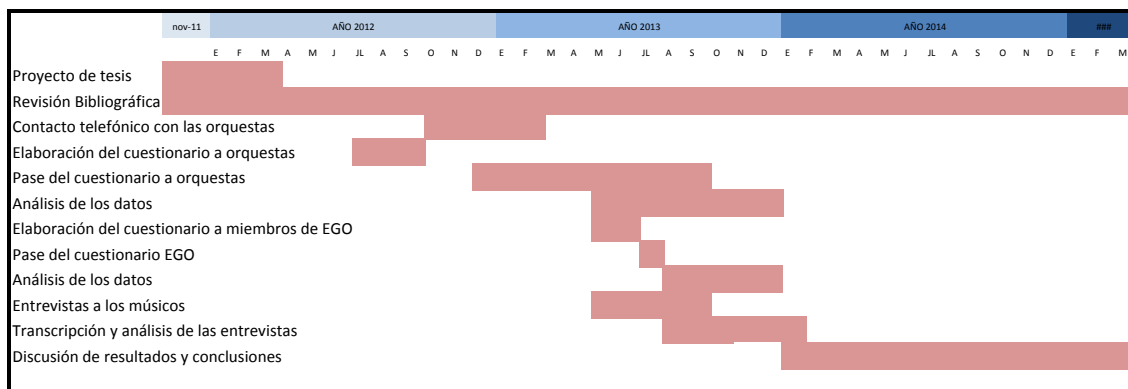 nov-11 AÑO 2012 AÑO 2013 AÑO 2014 ###
E F M A M J JL A S O N D E F M A M J JL A S O N D E F M A M J JL A S O N D E F M
Proyecto de tesis
Revisión Bibliográfica
Contacto telefónico con las orquestas
Elaboración del cuestionario a orquestas
Pase del cuestionario a orquestas
Análisis de los datos
Elaboración del cuestionario a miembros de EGO
Pase del cuestionario EGO
Análisis de los datos
Entrevistas a los músicos
Transcripción y análisis de las entrevistas
Discusión de resultados y conclusiones